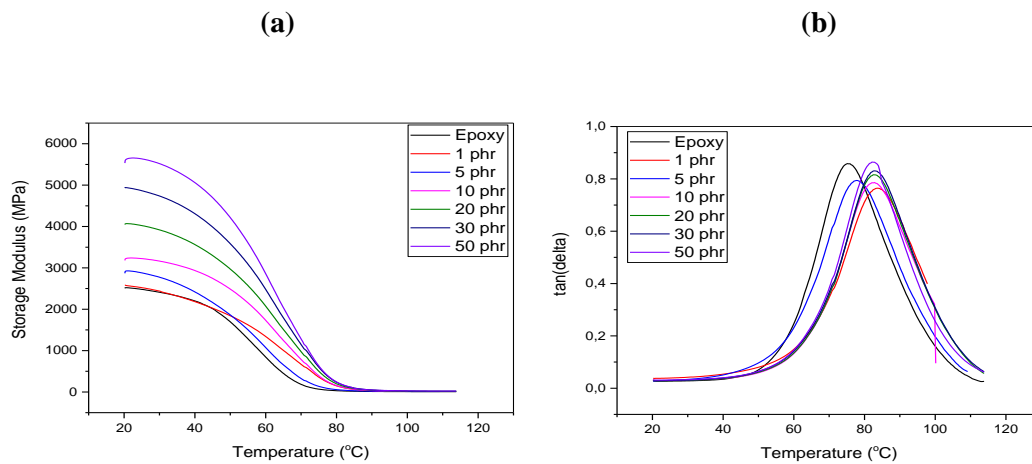 (a)
(b)
Storage Modulus (MPa)
6000
5000
4000
3000
2000
1000
0
Epoxy
1 phr
5 phr
10 phr
20 phr
30 phr
50 phr
20 40 60 80 100 120
Temperature (°C)
tan(delta)
1,0
0,8
0,6
0,4
0,2
0,0
Epoxy
1 phr
5 phr
10 phr
20 phr
30 phr
50 phr
20 40 60 80 100 120
Temperature (°C)